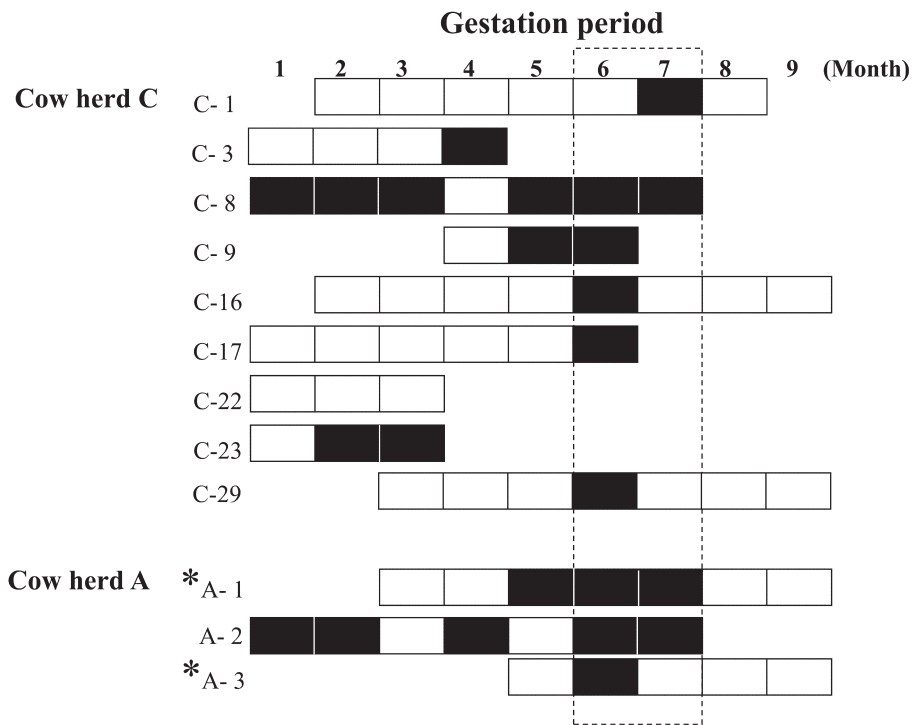 Gestation period
1 2 3 4 5 6 7 8 9 (Month)
Cow herd C C- 1
C- 3
C- 8
C- 9
C-16
C-17
C-22
C-23
C-29
Cow herd A *A- 1
A- 2
*A- 3